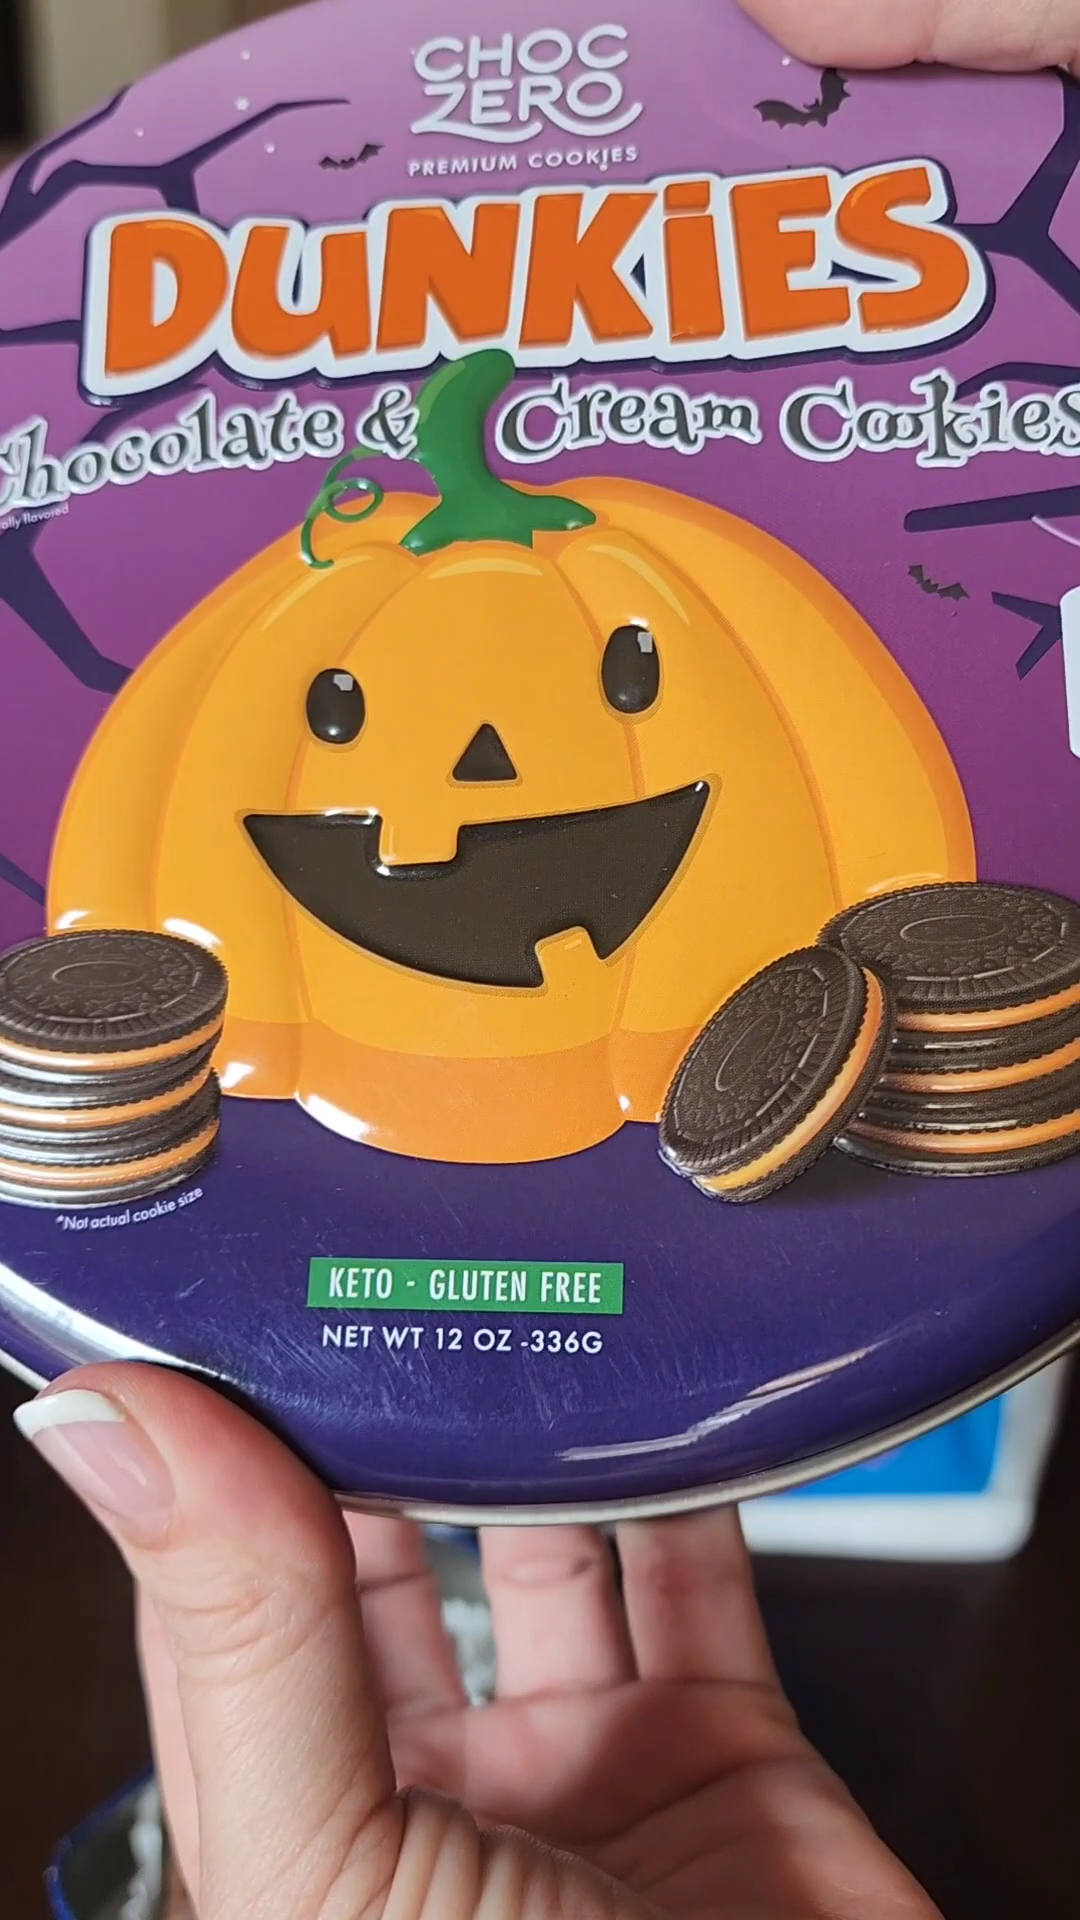 CHOC
ZERO
PREMIUM COOKIES
DUNKiES
Chocolate & Cream Cookies
flavored
*Not actual cookie size
KETO - GLUTEN FREE
NET WT 12 OZ -336G